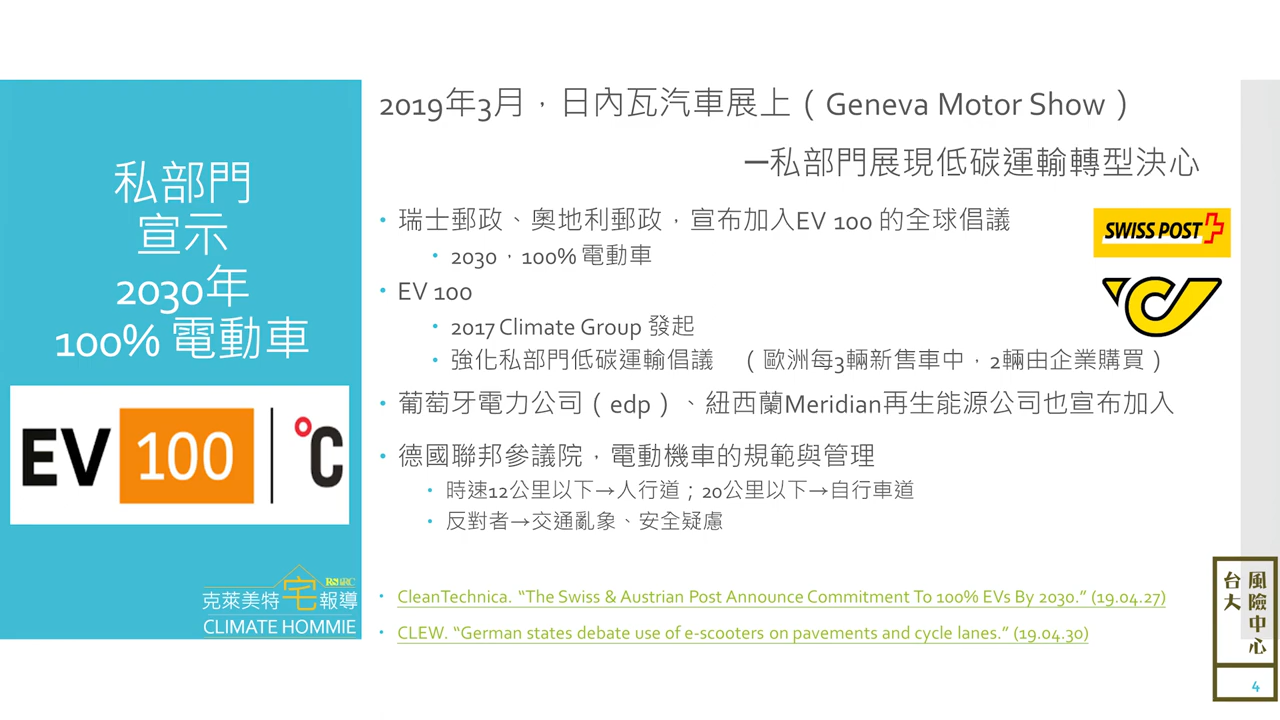 私部門
宣示
2030年
100% 電動車
EV 100 °C
RSPRC
克萊美特宅報導
CLIMATE HOMMIE
2019年3月，日內瓦汽車展上（Geneva Motor Show）
─私部門展現低碳運輸轉型決心
• 瑞士郵政、奧地利郵政，宣布加入EV 100 的全球倡議
• 2030，100% 電動車
• EV 100
• 2017 Climate Group 發起
• 強化私部門低碳運輸倡議　（歐洲每3輛新售車中，2輛由企業購買）
• 葡萄牙電力公司（edp）、紐西蘭Meridian再生能源公司也宣布加入
• 德國聯邦參議院，電動機車的規範與管理
• 時速12公里以下→人行道；20公里以下→自行車道
• 反對者→交通亂象、安全疑慮
• CleanTechnica. “The Swiss & Austrian Post Announce Commitment To 100% EVs By 2030.” (19.04.27)
• CLEW. “German states debate use of e-scooters on pavements and cycle lanes.” (19.04.30)
SWISS POST
台大
風險中心
4